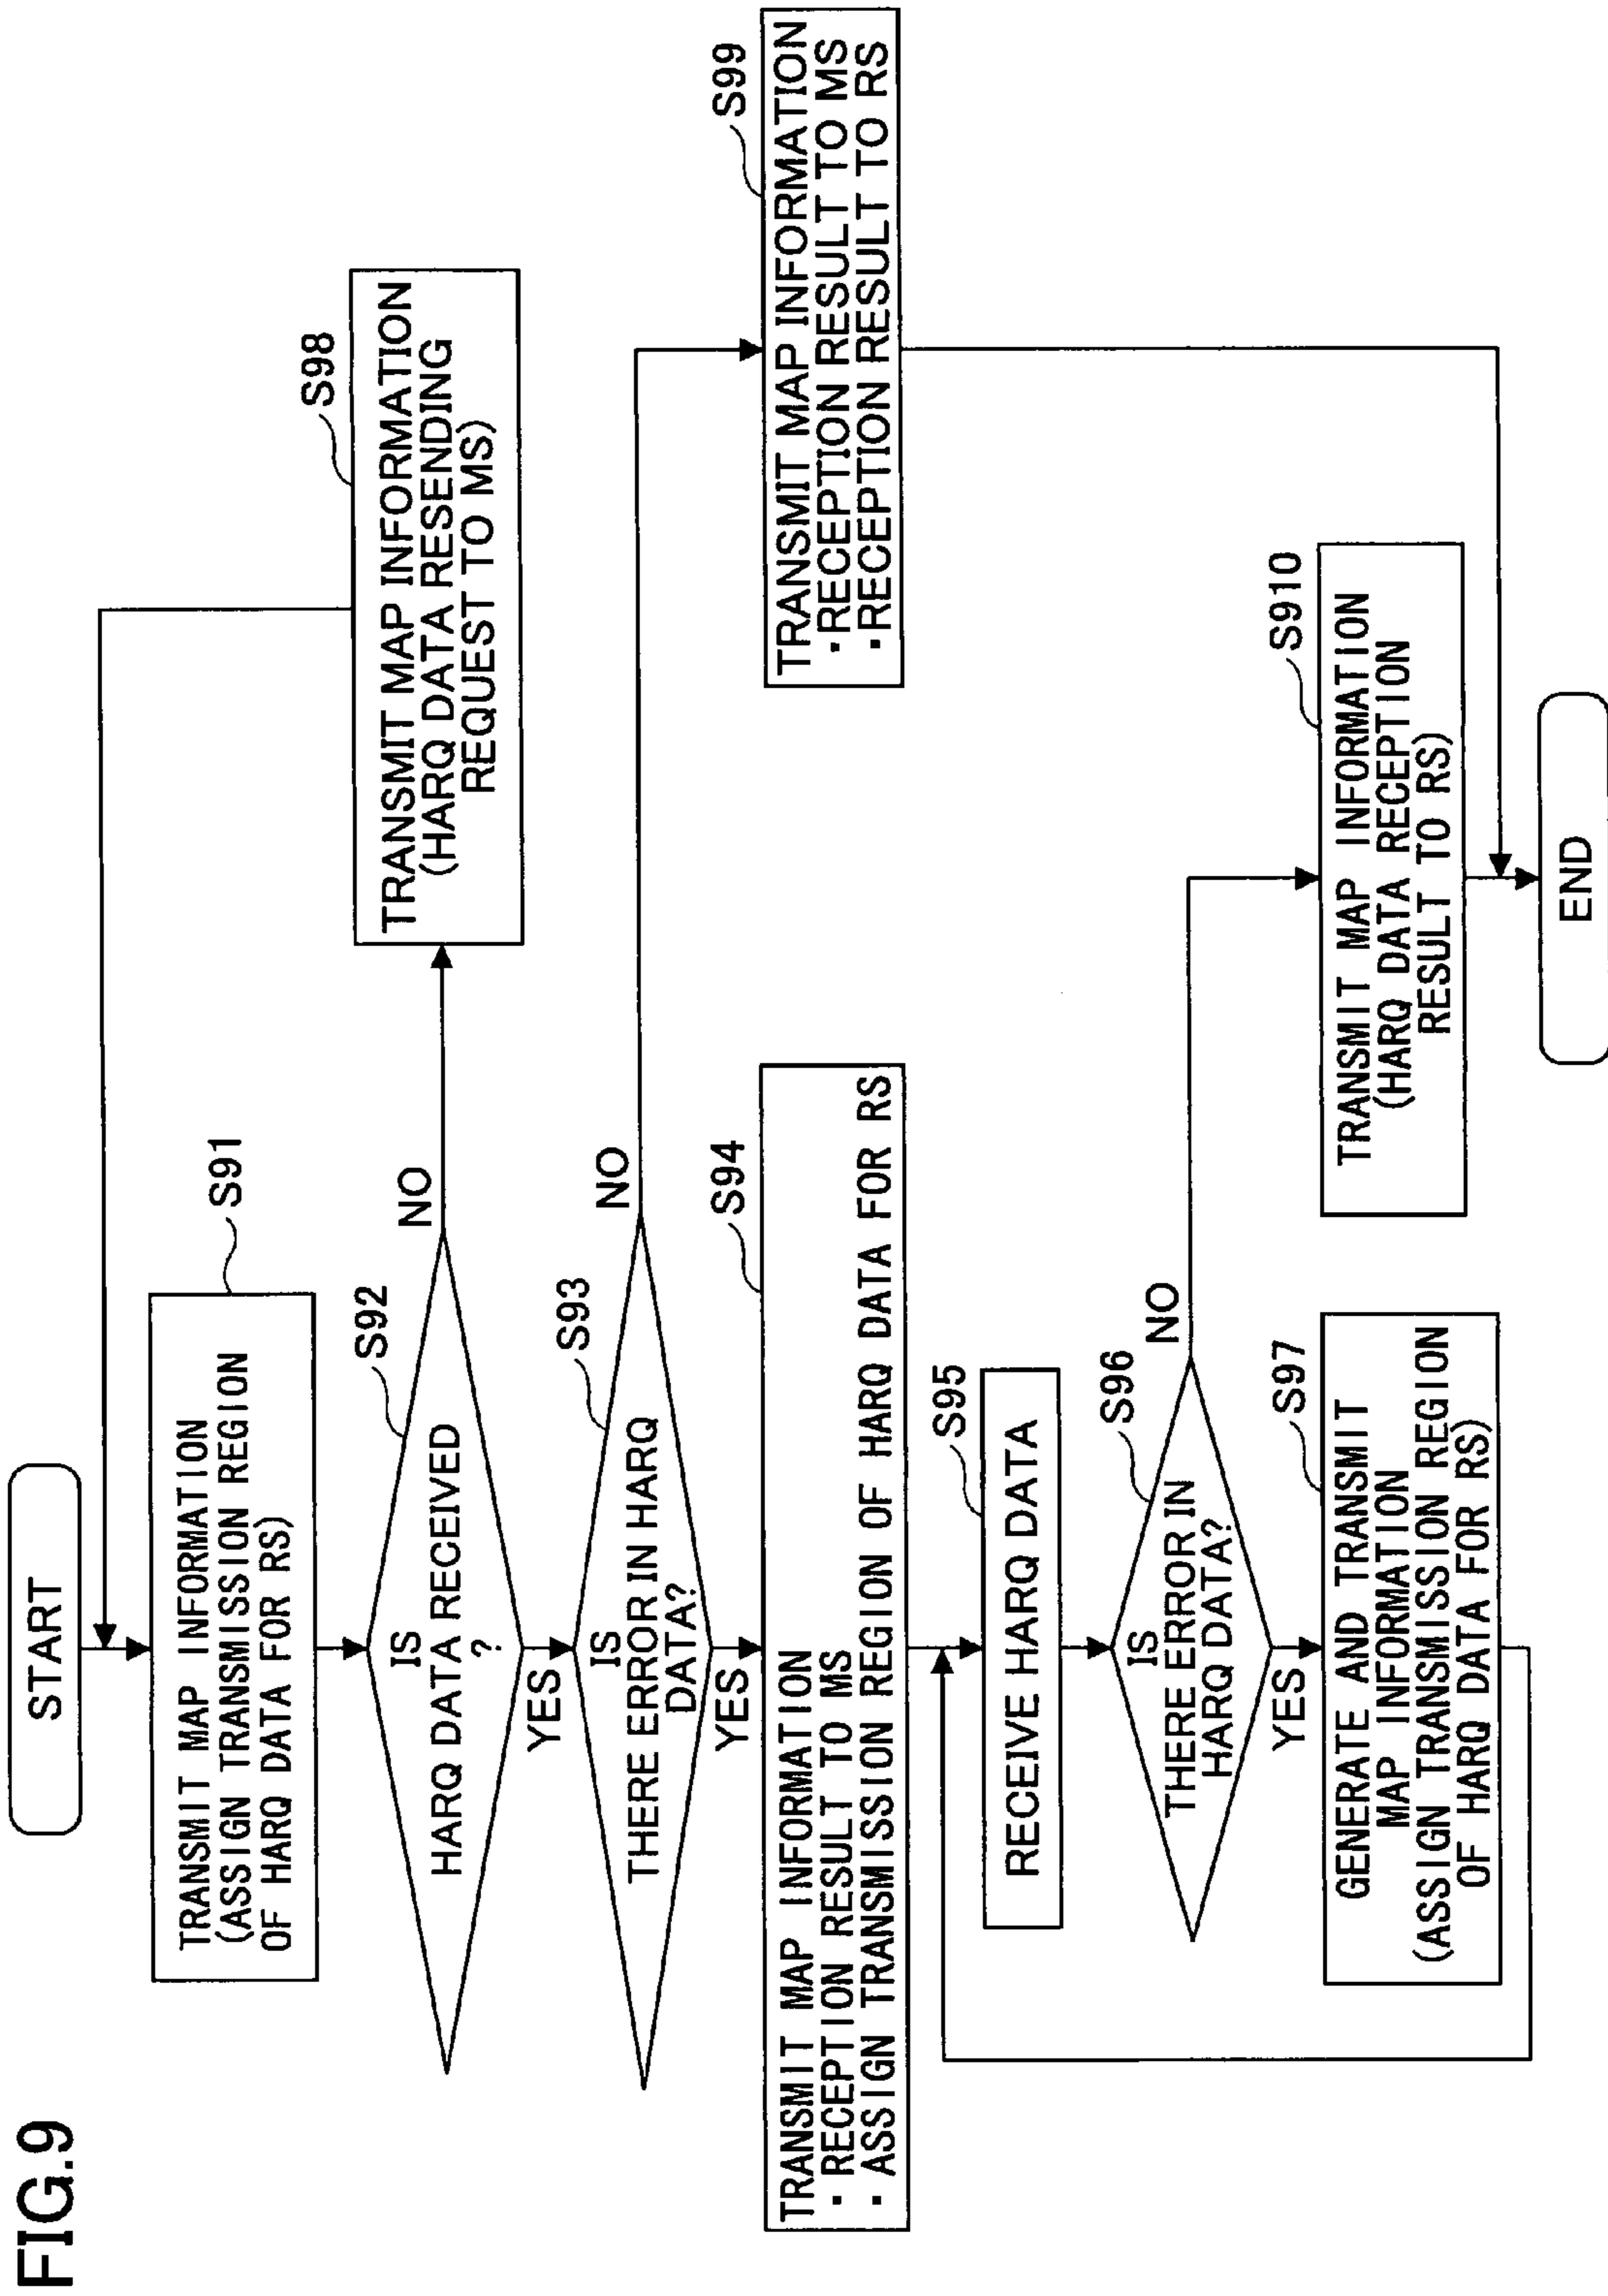 FIG.9
START
S91
TRANSMIT MAP INFORMATION
(ASSIGN TRANSMISSION REGION
OF HARQ DATA FOR RS)
S92
IS
HARQ DATA RECEIVED
?
NO
YES
S98
TRANSMIT MAP INFORMATION
(HARQ DATA RESENDING
REQUEST TO MS)
S93
IS
THERE ERROR IN HARQ
DATA?
NO
YES
S94
TRANSMIT MAP INFORMATION
・RECEPTION RESULT TO MS
・ASSIGN TRANSMISSION REGION OF HARQ DATA FOR RS
S99
TRANSMIT MAP INFORMATION
・RECEPTION RESULT TO MS
・RECEPTION RESULT TO RS
S95
RECEIVE HARQ DATA
S96
IS
THERE ERROR IN
HARQ DATA?
NO
YES
S97
GENERATE AND TRANSMIT
MAP INFORMATION
(ASSIGN TRANSMISSION REGION
OF HARQ DATA FOR RS)
S910
TRANSMIT MAP INFORMATION
(HARQ DATA RECEPTION
RESULT TO RS)
END